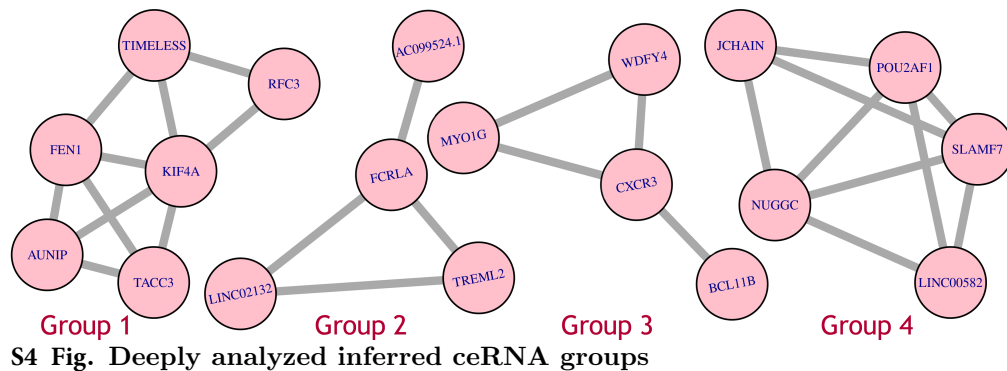 TIMELESS
RFC3
FEN1
KIF4A
AUNIP
TACC3
Group 1
AC099524.1
FCRLA
LINC02132
TREML2
Group 2
WDFY4
MYO1G
CXCR3
BCL11B
Group 3
JCHAIN
POU2AF1
SLAMF7
NUGGC
LINC00582
Group 4
S4 Fig. Deeply analyzed inferred ceRNA groups